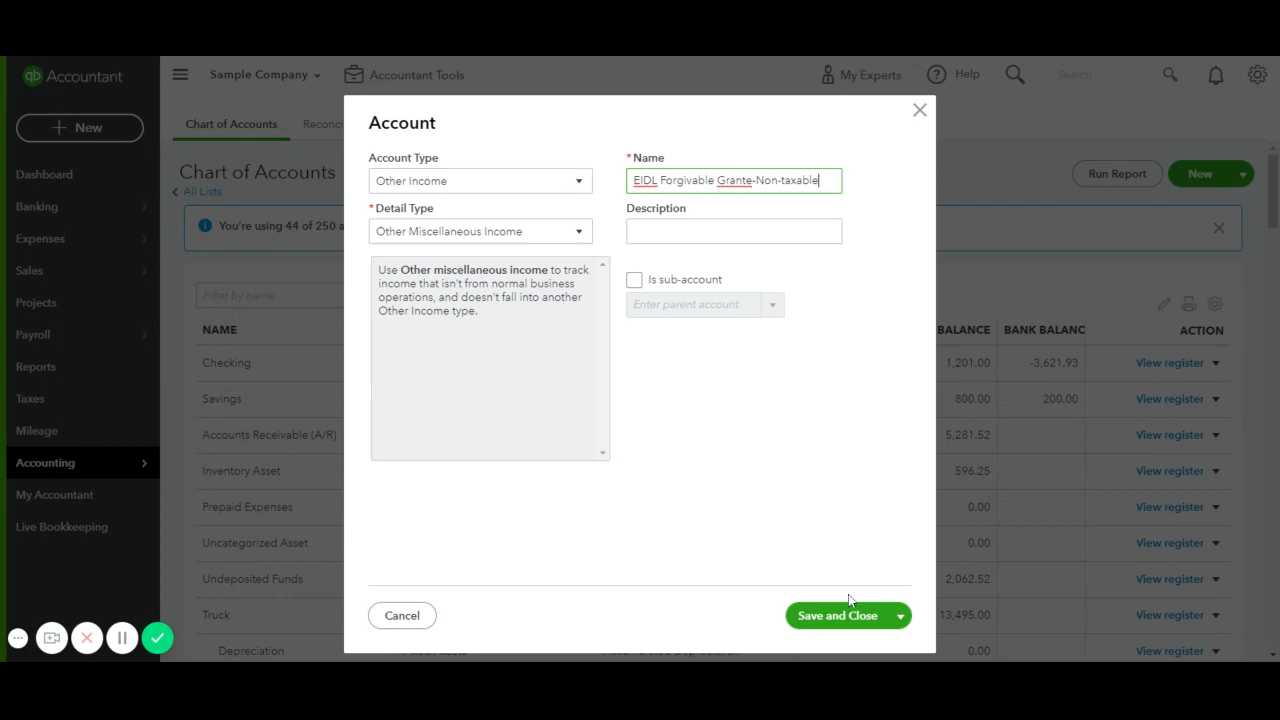 qb Accountant
Sample Company
Accountant Tools
My Experts
Help
Search
+ New
Chart of Accounts
Reconci
Chart of Accounts
All Lists
Run Report
New
You're using 44 of 250 a
Filter by name
Dashboard
Banking
Expenses
Sales
Projects
Payroll
Reports
Taxes
Mileage
Accounting
My Accountant
Live Bookkeeping
Account
Account Type
Other Income
* Name
EIDL Forgivable Grante-Non-taxable
* Detail Type
Other Miscellaneous Income
Description
Use Other miscellaneous income to track
income that isn't from normal business
operations, and doesn't fall into another
Other Income type.
Is sub-account
Enter parent account
Cancel
Save and Close
NAME BALANCE BANK BALANC ACTION
Checking 1,201.00 -3,621.93 View register
Savings 800.00 200.00 View register
Accounts Receivable (A/R) 5,281.52 View register
Inventory Asset 596.25 View register
Prepaid Expenses 0.00 View register
Uncategorized Asset 0.00 View register
Undeposited Funds 2,062.52 View register
Truck 13,495.00 View register
Depreciation 0.00 View register